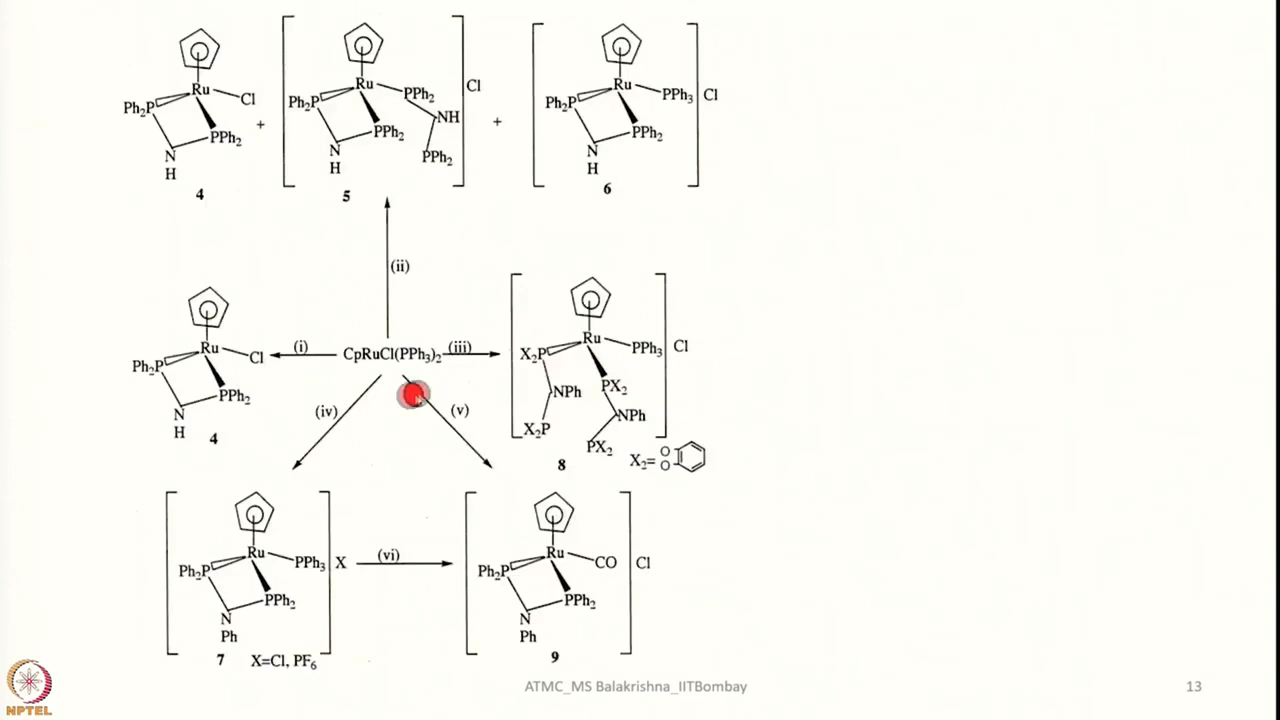 Ru
Ph₂P
Cl
PPh₂
N
H
4
+
Ru
Ph₂P
PPh₂
NH
PPh₂
PPh₂
N
H
Cl
5
+
Ru
Ph₂P
PPh₃
PPh₂
N
H
Cl
6
(ii)
Ru
Ph₂P
Cl
PPh₂
N
H
4
(i)
CpRuCl(PPh₃)₂
(iii)
Ru
X₂P
PPh₃
PX₂
NPh
NPh
X₂P
PX₂
Cl
8
X₂=
O
O
(iv)
(v)
Ru
Ph₂P
PPh₃
PPh₂
N
Ph
X
7
X=Cl, PF₆
(vi)
Ru
Ph₂P
CO
PPh₂
N
Ph
Cl
9
NPTEL
ATMC_MS Balakrishna_IITBombay
13